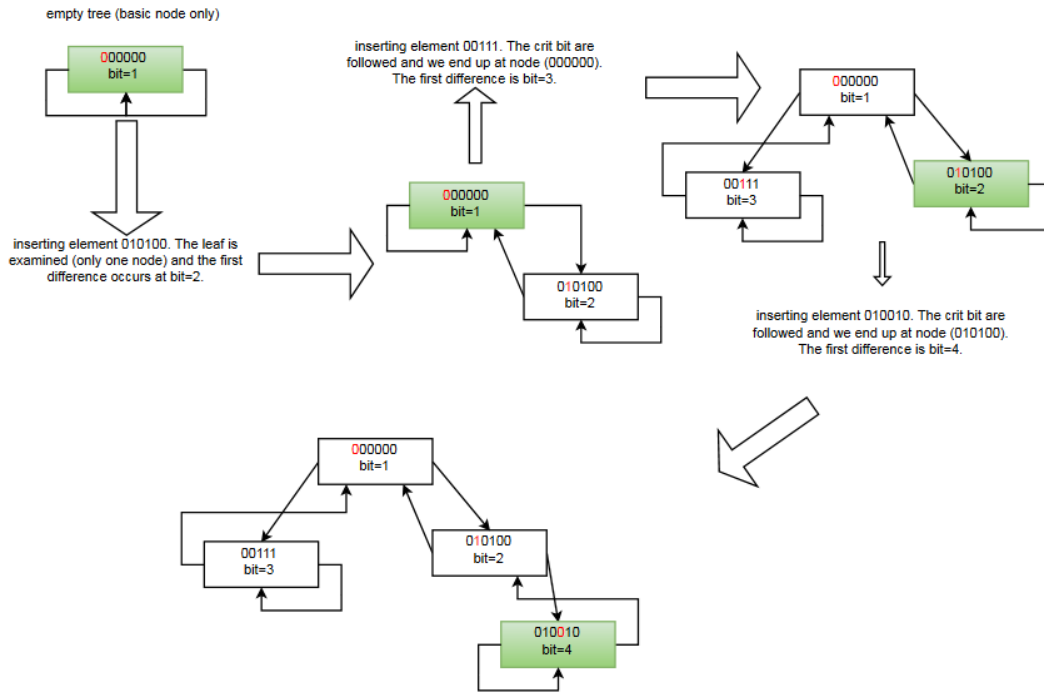 empty tree (basic node only)
000000
bit=1
inserting element 010100. The leaf is
examined (only one node) and the first
difference occurs at bit=2.
inserting element 00111. The crit bit are
followed and we end up at node (000000).
The first difference is bit=3.
000000
bit=1
010100
bit=2
000000
bit=1
00111
bit=3
010100
bit=2
inserting element 010010. The crit bit are
followed and we end up at node (010100).
The first difference is bit=4.
000000
bit=1
00111
bit=3
010100
bit=2
010010
bit=4